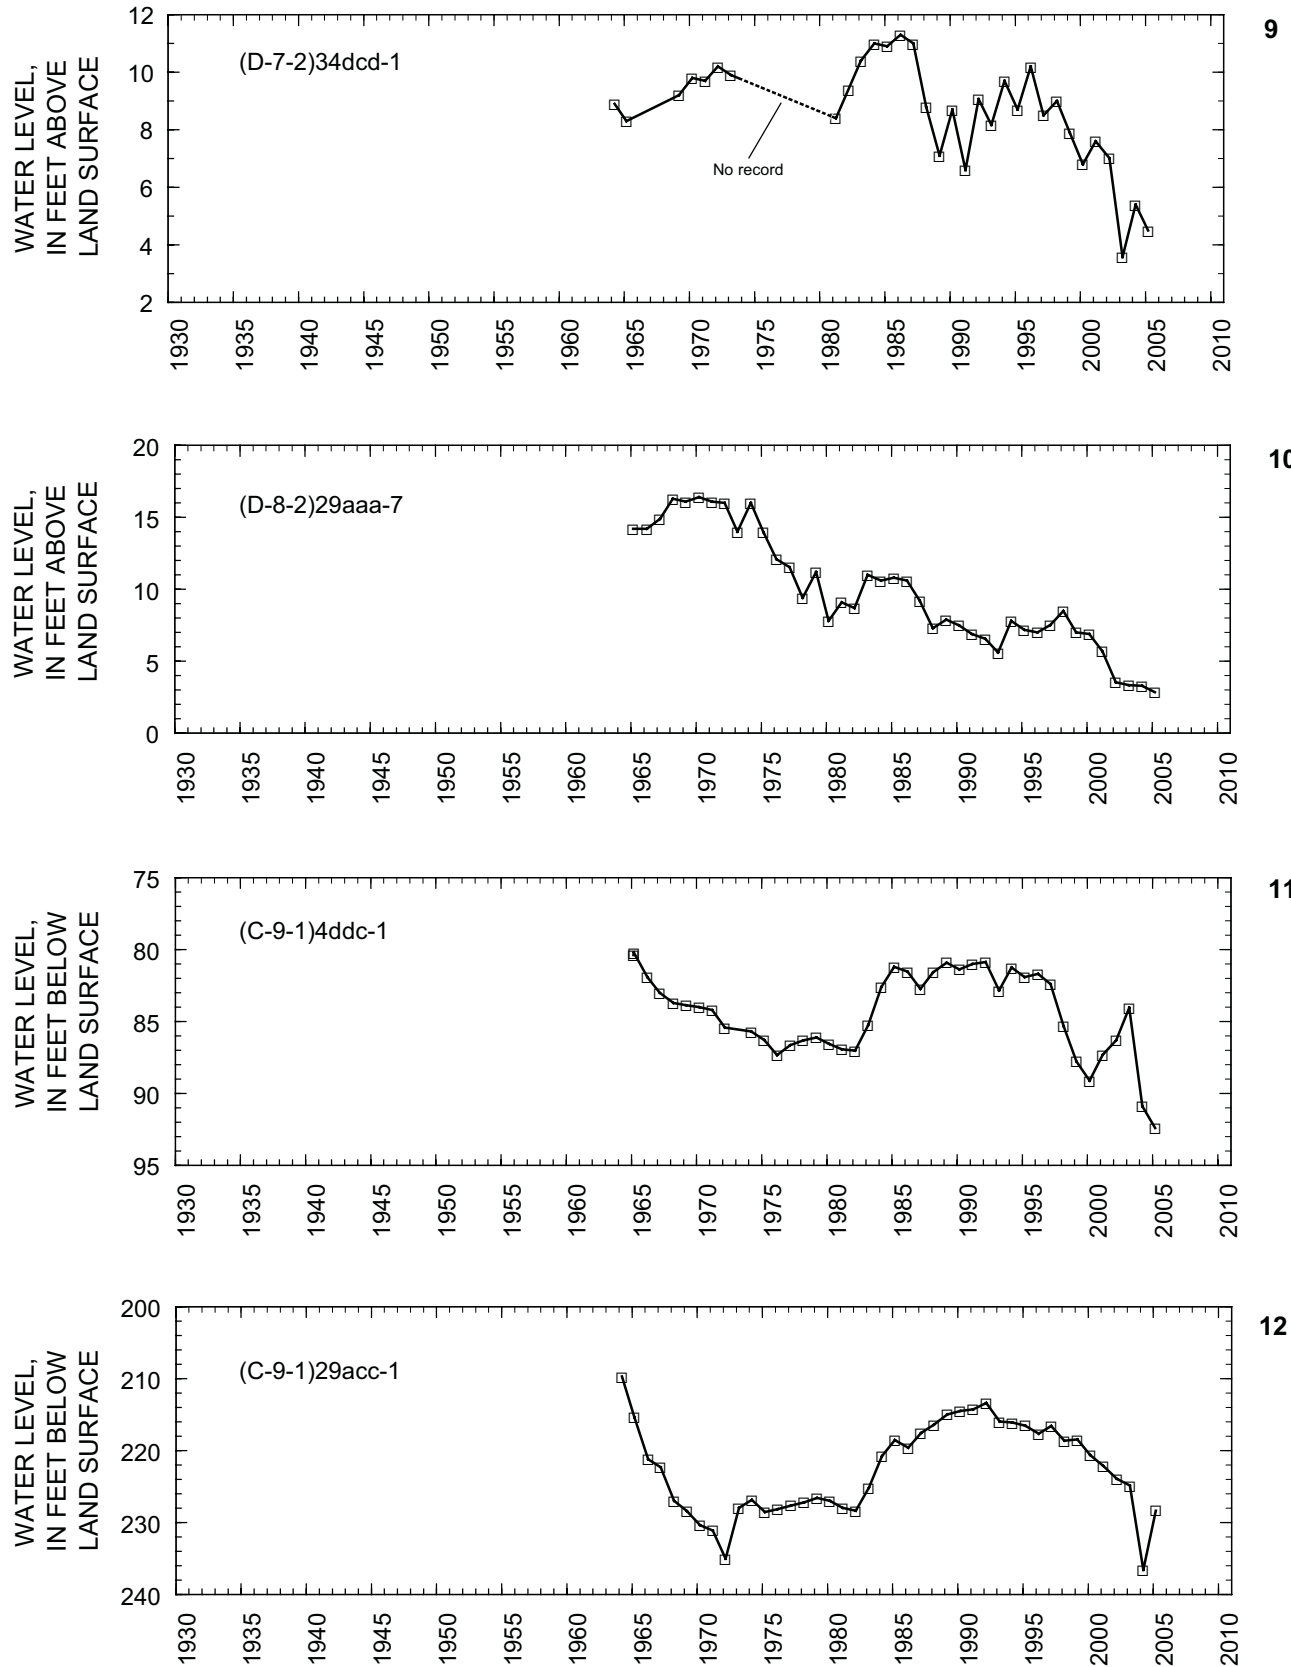 9
WATER LEVEL,
IN FEET ABOVE
LAND SURFACE
12
10
8
6
4
2
(D-7-2)34dcd-1
No record
1930 1935 1940 1945 1950 1955 1960 1965 1970 1975 1980 1985 1990 1995 2000 2005 2010
10
WATER LEVEL,
IN FEET ABOVE
LAND SURFACE
20
15
10
5
0
(D-8-2)29aaa-7
1930 1935 1940 1945 1950 1955 1960 1965 1970 1975 1980 1985 1990 1995 2000 2005 2010
11
WATER LEVEL,
IN FEET BELOW
LAND SURFACE
75
80
85
90
95
(C-9-1)4ddc-1
1930 1935 1940 1945 1950 1955 1960 1965 1970 1975 1980 1985 1990 1995 2000 2005 2010
12
WATER LEVEL,
IN FEET BELOW
LAND SURFACE
200
210
220
230
240
(C-9-1)29acc-1
1930 1935 1940 1945 1950 1955 1960 1965 1970 1975 1980 1985 1990 1995 2000 2005 2010